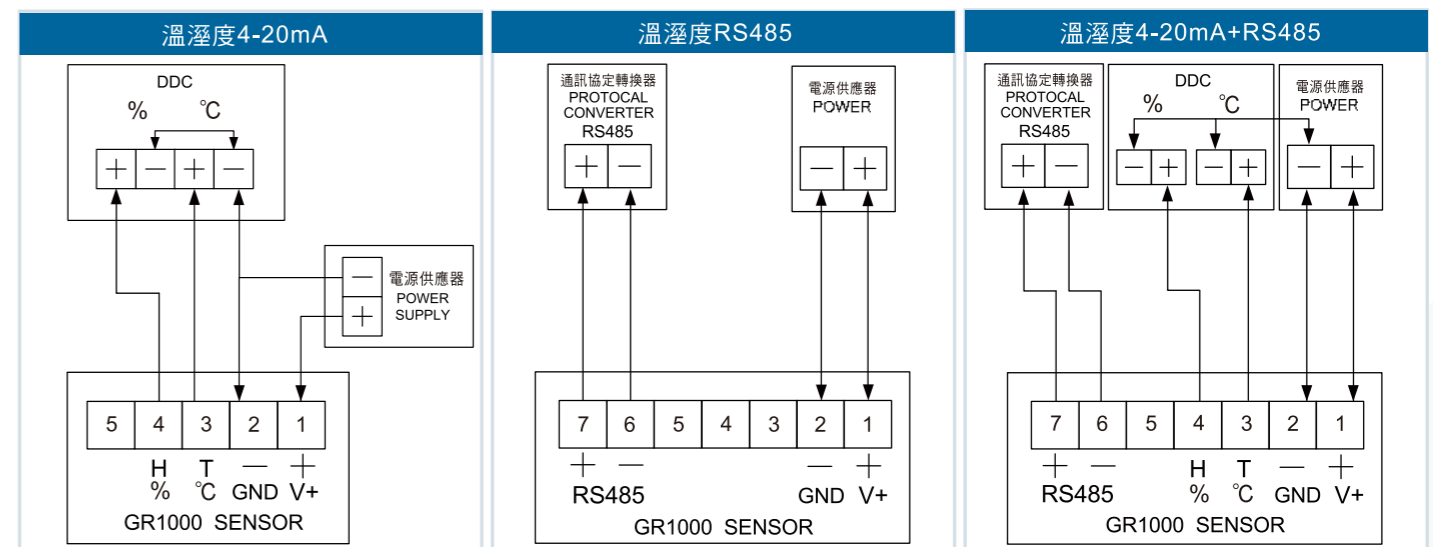 溫溼度4-20mA
DDC
% ℃
+ − + −
− 電源供應器
POWER
+ SUPPLY
5 4 3 2 1
H T − +
% ℃ GND V+
GR1000 SENSOR
溫溼度RS485
通訊協定轉換器
PROTOCAL
CONVERTER
RS485
+ −
電源供應器
POWER
− +
7 6 5 4 3 2 1
+ − − +
RS485 GND V+
GR1000 SENSOR
溫溼度4-20mA+RS485
通訊協定轉換器
PROTOCAL
CONVERTER
RS485
+ −
DDC
% ℃
− + − +
電源供應器
POWER
− +
7 6 5 4 3 2 1
+ − H T − +
RS485 % ℃ GND V+
GR1000 SENSOR